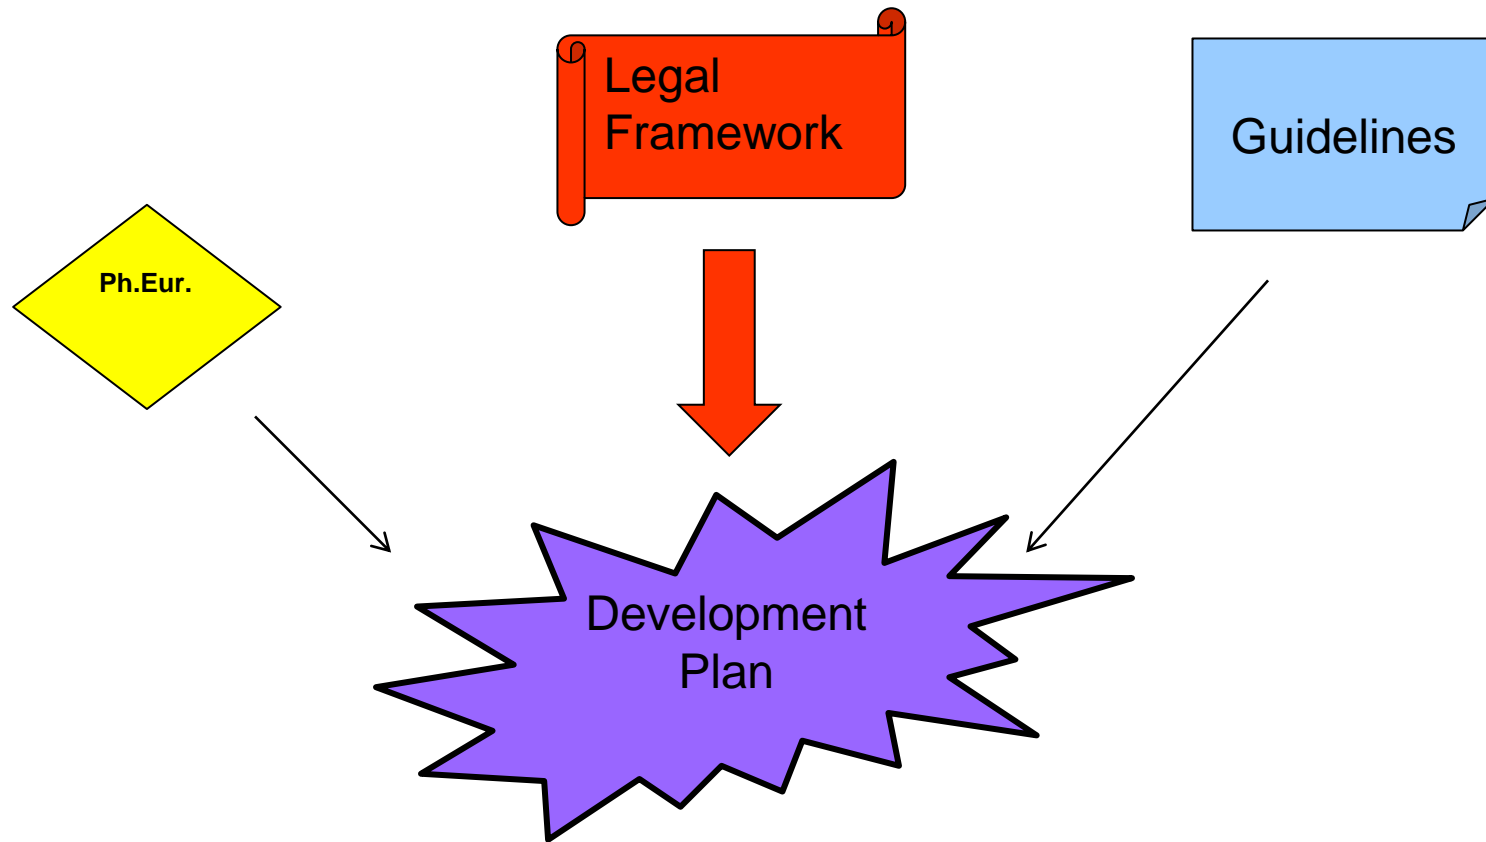 Legal
Framework
Guidelines
Ph.Eur.
Development
Plan